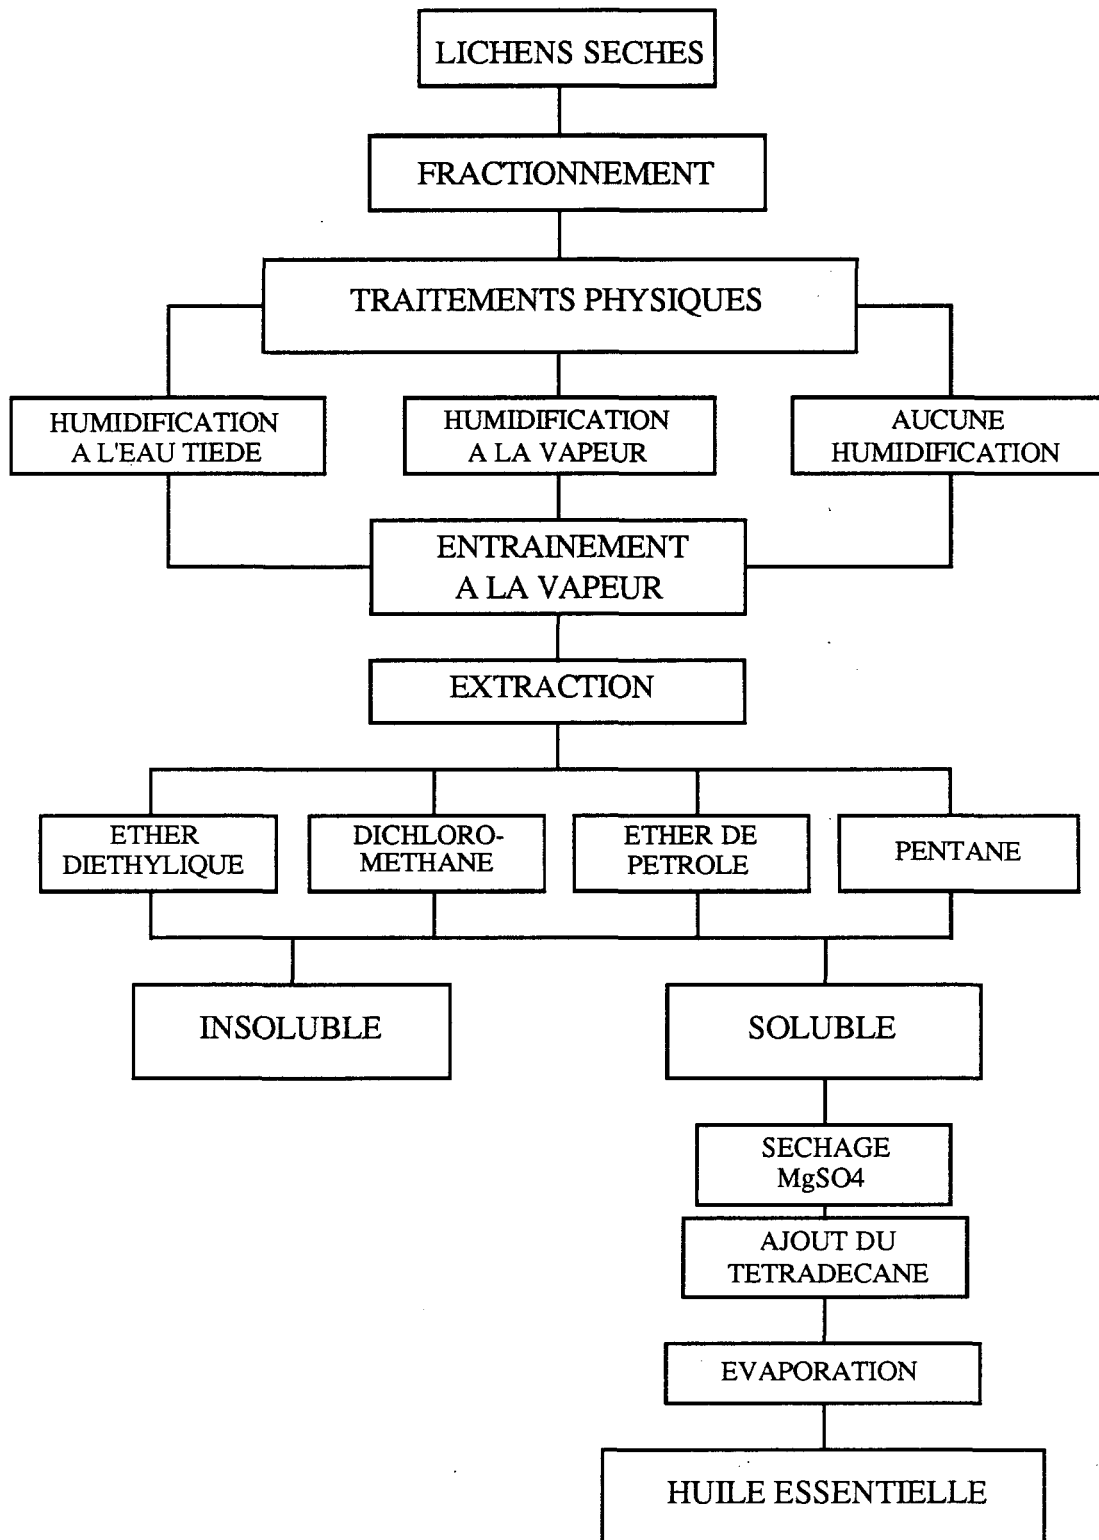 LICHENS SECHES
FRACTIONNEMENT
TRAITEMENTS PHYSIQUES
HUMIDIFICATION
A L'EAU TIEDE
HUMIDIFICATION
A LA VAPEUR
AUCUNE
HUMIDIFICATION
ENTRAINEMENT
A LA VAPEUR
EXTRACTION
ETHER
DIETHYLIQUE
DICHLORO-
METHANE
ETHER DE
PETROLE
PENTANE
INSOLUBLE
SOLUBLE
SECHAGE
MgSO4
AJOUT DU
TETRADECANE
EVAPORATION
HUILE ESSENTIELLE